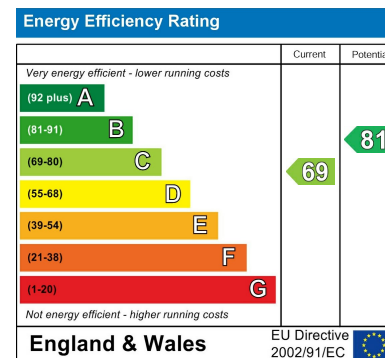 Energy Efficiency Rating
Current Potentia
Very energy efficient - lower running costs
(92 plus) A
(81-91) B
(69-80) C
(55-68) D
(39-54) E
(21-38) F
(1-20) G
69
81
Not energy efficient - higher running costs
England & Wales
EU Directive
2002/91/EC